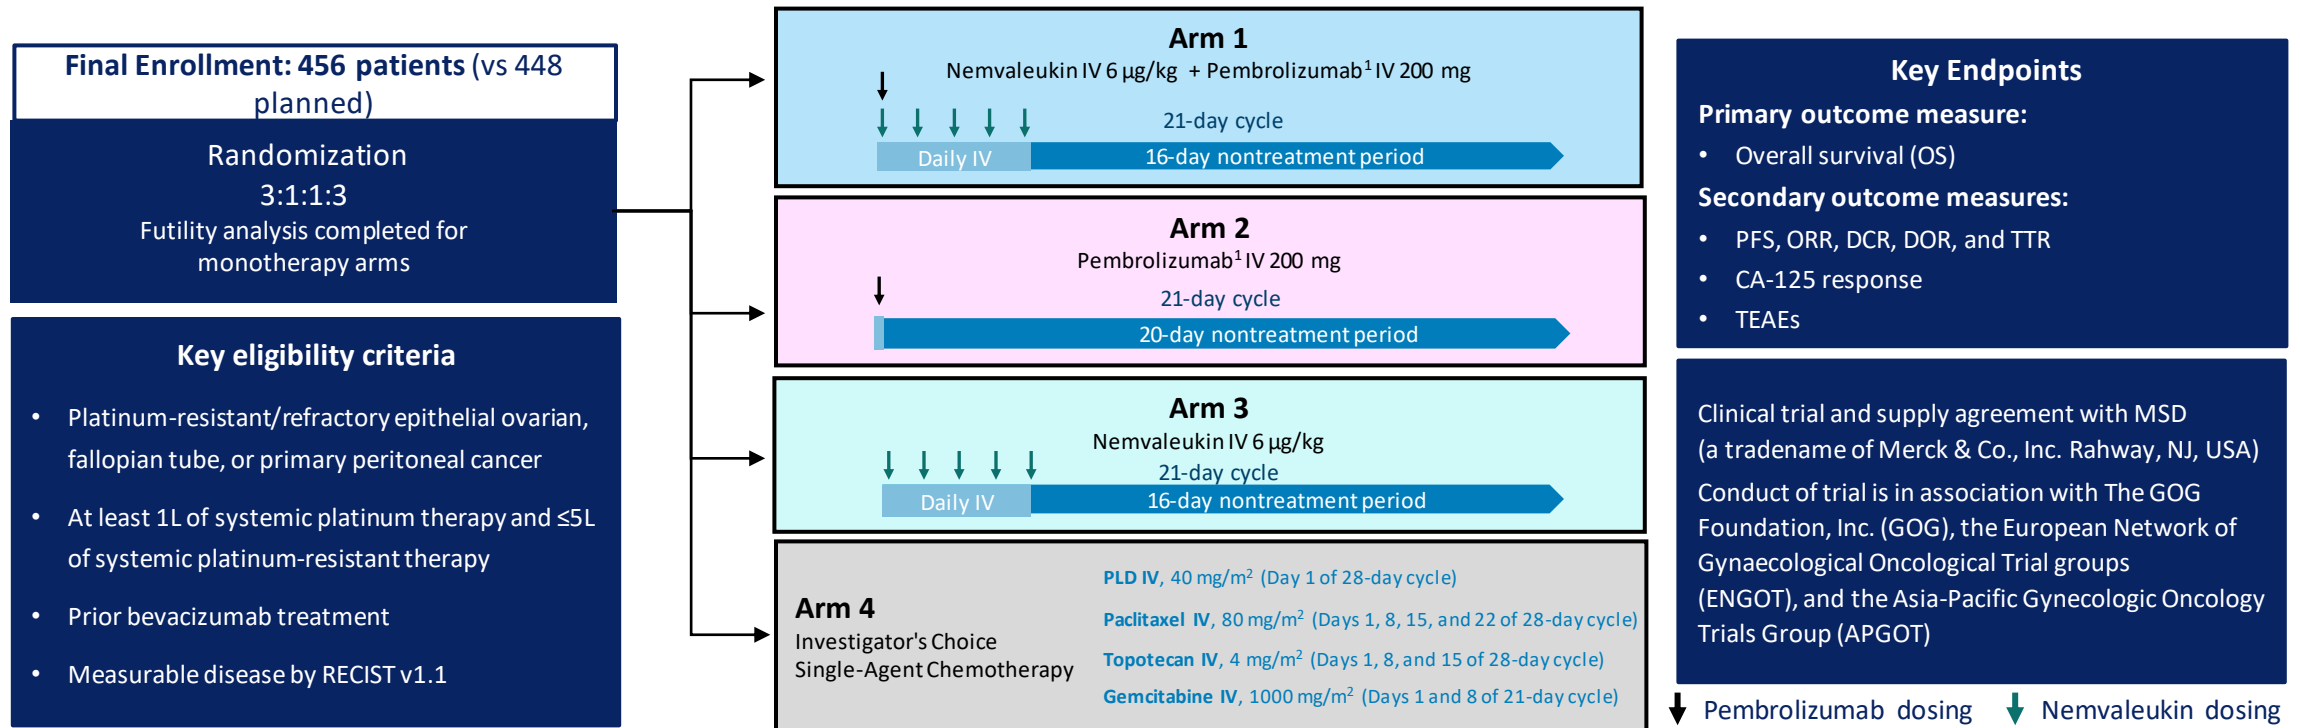 Final Enrollment: 456 patients (vs 448
planned)
Randomization
3:1:1:3
Futility analysis completed for
monotherapy arms
Key eligibility criteria
• Platinum-resistant/refractory epithelial ovarian,
fallopian tube, or primary peritoneal cancer
• At least 1L of systemic platinum therapy and ≤5L
of systemic platinum-resistant therapy
• Prior bevacizumab treatment
• Measurable disease by RECIST v1.1
Arm 1
Nemvaleukin IV 6 µg/kg + Pembrolizumab¹ IV 200 mg
21-day cycle
Daily IV
16-day nontreatment period
Arm 2
Pembrolizumab¹ IV 200 mg
21-day cycle
20-day nontreatment period
Arm 3
Nemvaleukin IV 6 µg/kg
21-day cycle
Daily IV
16-day nontreatment period
Arm 4
Investigator's Choice
Single-Agent Chemotherapy
PLD IV, 40 mg/m² (Day 1 of 28-day cycle)
Paclitaxel IV, 80 mg/m² (Days 1, 8, 15, and 22 of 28-day cycle)
Topotecan IV, 4 mg/m² (Days 1, 8, and 15 of 28-day cycle)
Gemcitabine IV, 1000 mg/m² (Days 1 and 8 of 21-day cycle)
Key Endpoints
Primary outcome measure:
• Overall survival (OS)
Secondary outcome measures:
• PFS, ORR, DCR, DOR, and TTR
• CA-125 response
• TEAEs
Clinical trial and supply agreement with MSD
(a tradename of Merck & Co., Inc. Rahway, NJ, USA)
Conduct of trial is in association with The GOG
Foundation, Inc. (GOG), the European Network of
Gynaecological Oncological Trial groups
(ENGOT), and the Asia-Pacific Gynecologic Oncology
Trials Group (APGOT)
Pembrolizumab dosing
Nemvaleukin dosing